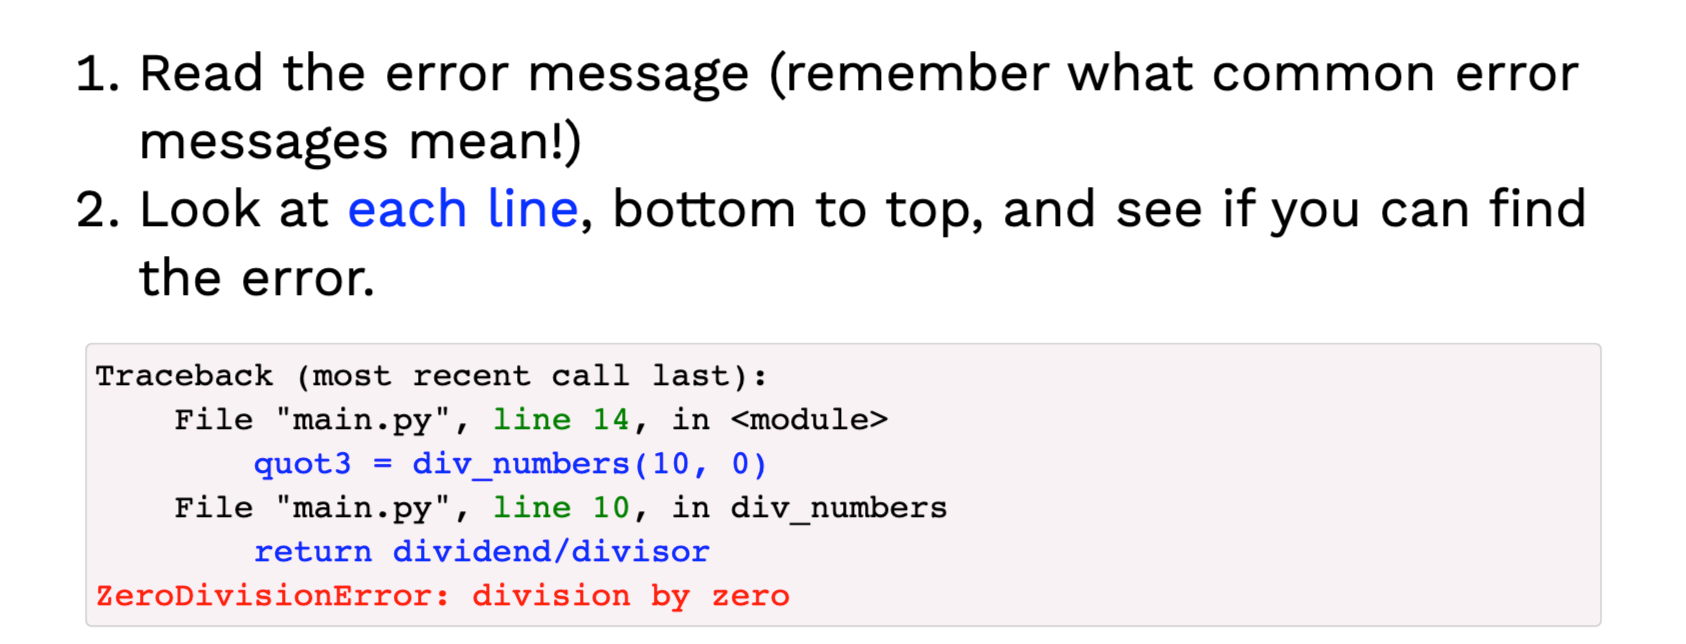 1. Read the error message (remember what common error
messages mean!)
2. Look at each line, bottom to top, and see if you can find
the error.
Traceback (most recent call last):
    File "main.py", line 14, in <module>
        quot3 = div_numbers(10, 0)
    File "main.py", line 10, in div_numbers
        return dividend/divisor
ZeroDivisionError: division by zero